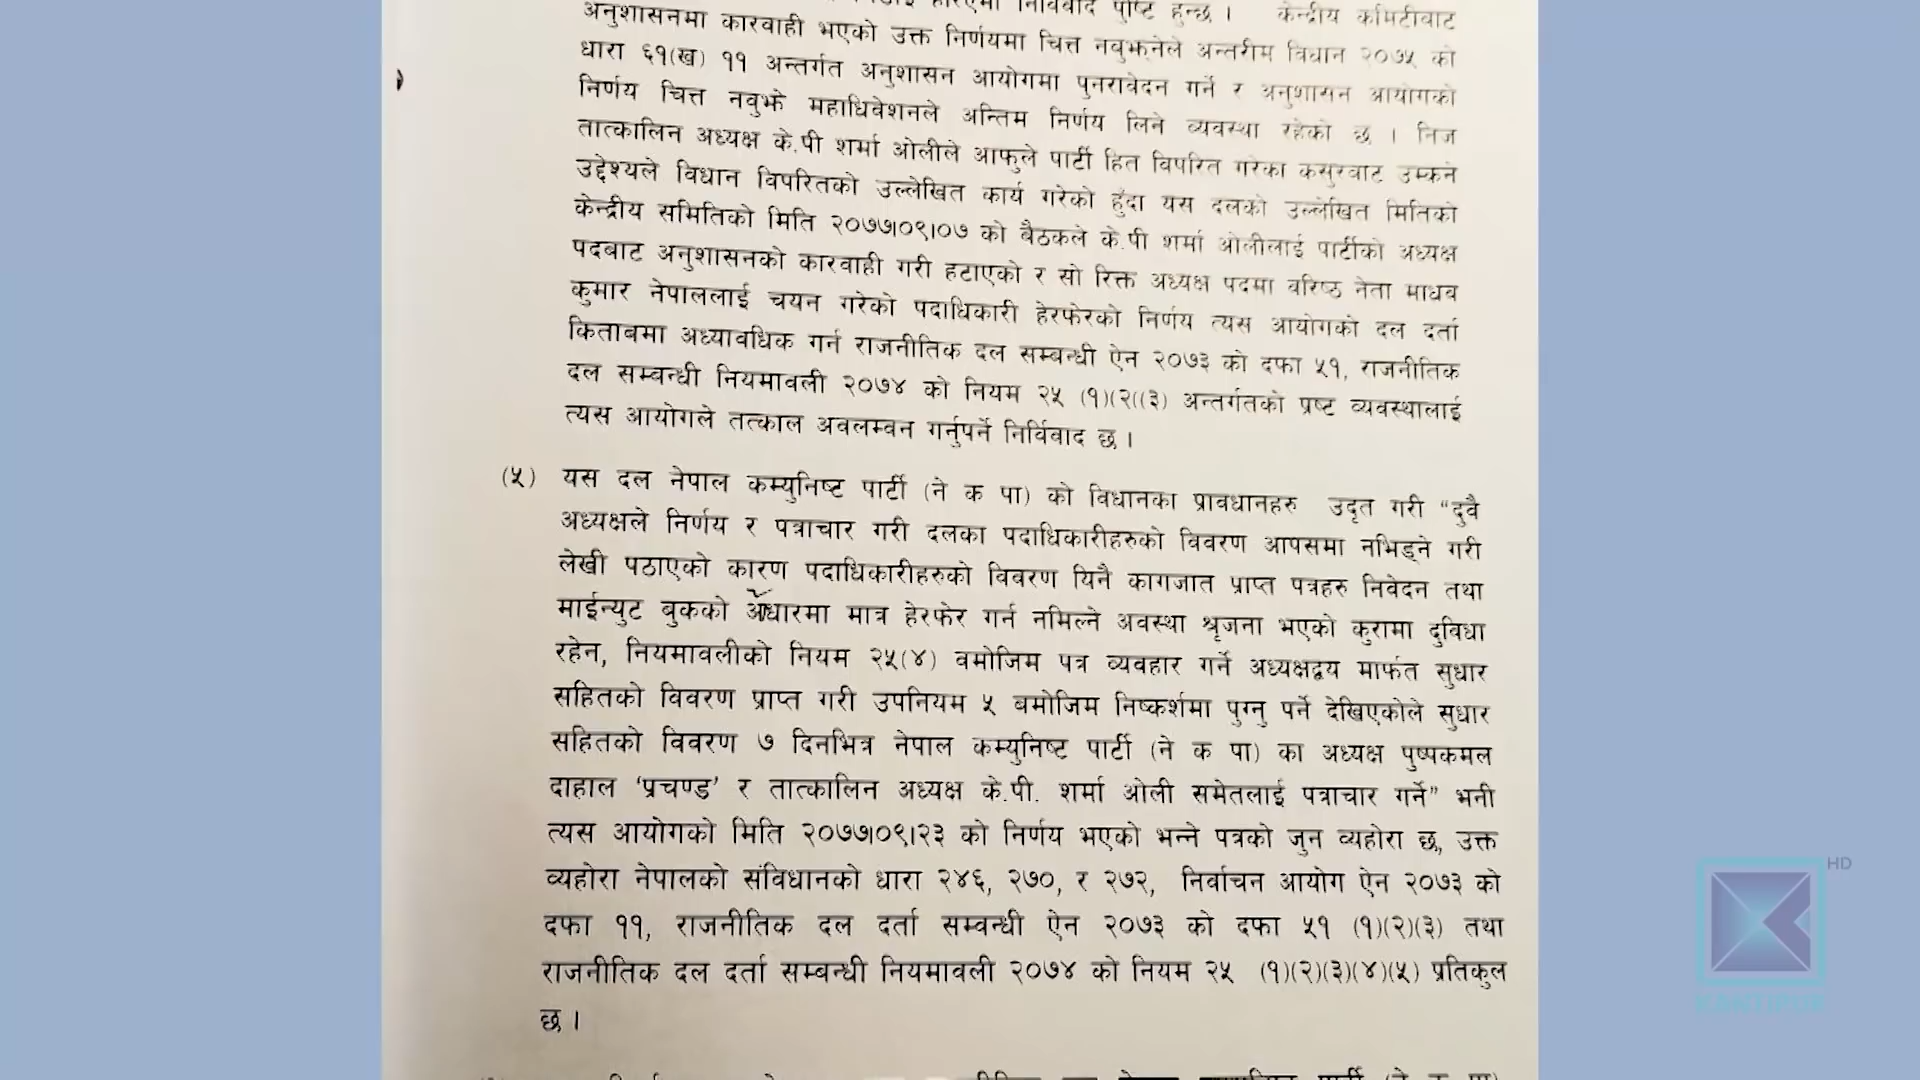 निर्विवाद पुष्टि हुन्छ । केन्द्रीय कमिटीबाट
अनुशासनमा कारवाही भएको उक्त निर्णयमा चित्त नबुझ्नेले अन्तरीम विधान २०७५ को
धारा ६१(ख) ११ अन्तर्गत अनुशासन आयोगमा पुनरावेदन गर्ने र अनुशासन आयोगको
निर्णय चित्त नवुझे महाधिवेशनले अन्तिम निर्णय लिने व्यवस्था रहेको छ । निज
तात्कालिन अध्यक्ष के.पी शर्मा ओलीले आफुले पार्टी हित विपरित गरेका कसुरबाट उम्कने
उद्देश्यले विधान विपरितको उल्लेखित कार्य गरेको हुँदा यस दलको उल्लेखित मितिको
केन्द्रीय समितिको मिति २०७७।०९।०७ को बैठकले के.पी शर्मा ओलीलाई पार्टीको अध्यक्ष
पदबाट अनुशासनको कारवाही गरी हटाएको र सो रिक्त अध्यक्ष पदमा वरिष्ठ नेता माधव
कुमार नेपाललाई चयन गरेको पदाधिकारी हेरफेरको निर्णय त्यस आयोगको दल दर्ता
किताबमा अध्यावधिक गर्न राजनीतिक दल सम्बन्धी ऐन २०७३ को दफा ५१, राजनीतिक
दल सम्बन्धी नियमावली २०७४ को नियम २५ (१)(२((३) अन्तर्गतको प्रष्ट व्यवस्थालाई
त्यस आयोगले तत्काल अवलम्वन गर्नुपर्ने निर्विवाद छ ।
(५) यस दल नेपाल कम्युनिष्ट पार्टी (ने क पा) को विधानका प्रावधानहरु उदृत गरी “दुवै
अध्यक्षले निर्णय र पत्राचार गरी दलका पदाधिकारीहरुको विवरण आपसमा नभिड्ने गरी
लेखी पठाएको कारण पदाधिकारीहरुको विवरण यिनै कागजात प्राप्त पत्रहरु निवेदन तथा
माईन्युट बुकको आधारमा मात्र हेरफेर गर्न नमिल्ने अवस्था श्रृजना भएको कुरामा दुविधा
रहेन, नियमावलीको नियम २५(४) वमोजिम पत्र व्यवहार गर्ने अध्यक्षद्वय मार्फत सुधार
सहितको विवरण प्राप्त गरी उपनियम ५ बमोजिम निष्कर्शमा पुग्नु पर्ने देखिएकोले सुधार
सहितको विवरण ७ दिनभित्र नेपाल कम्युनिष्ट पार्टी (ने क पा) का अध्यक्ष पुष्पकमल
दाहाल ‘प्रचण्ड’ र तात्कालिन अध्यक्ष के.पी. शर्मा ओली समेतलाई पत्राचार गर्ने” भनी
त्यस आयोगको मिति २०७७।०९।२३ को निर्णय भएको भन्ने पत्रको जुन व्यहोरा छ, उक्त
व्यहोरा नेपालको संविधानको धारा २४६, २७०, र २७२, निर्वाचन आयोग ऐन २०७३ को
दफा ११, राजनीतिक दल दर्ता सम्वन्धी ऐन २०७३ को दफा ५१ (१)(२)(३) तथा
राजनीतिक दल दर्ता सम्बन्धी नियमावली २०७४ को नियम २५ (१)(२)(३)(४)(५) प्रतिकुल
छ ।
HD
KANTIPUR